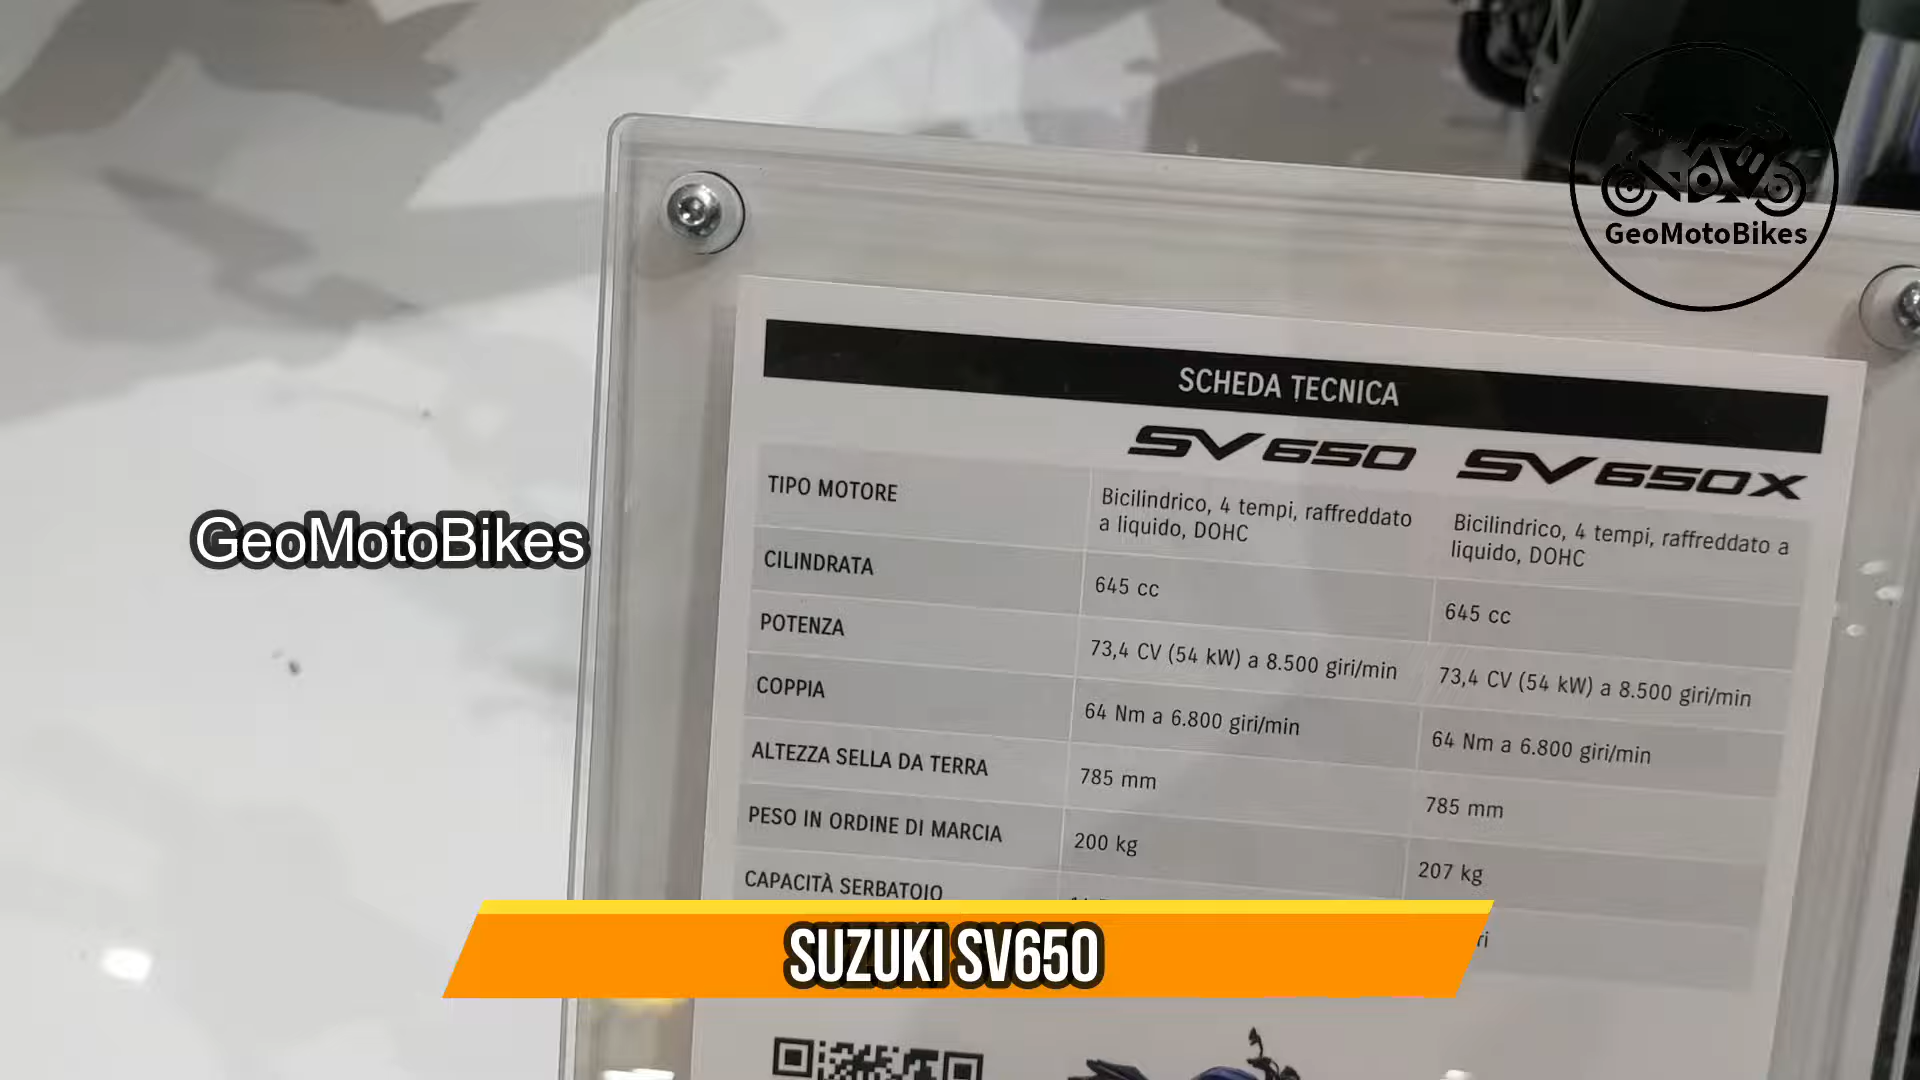 GeoMotoBikes
SCHEDA TECNICA
SV650 SV650X
TIPO MOTORE
Bicilindrico, 4 tempi, raffreddato
a liquido, DOHC
Bicilindrico, 4 tempi, raffreddato a
liquido, DOHC
CILINDRATA 645 cc 645 cc
POTENZA 73,4 CV (54 kW) a 8.500 giri/min 73,4 CV (54 kW) a 8.500 giri/min
COPPIA 64 Nm a 6.800 giri/min 64 Nm a 6.800 giri/min
ALTEZZA SELLA DA TERRA 785 mm 785 mm
PESO IN ORDINE DI MARCIA 200 kg 207 kg
CAPACITÀ SERBATOIO
GeoMotoBikes
SUZUKI SV650